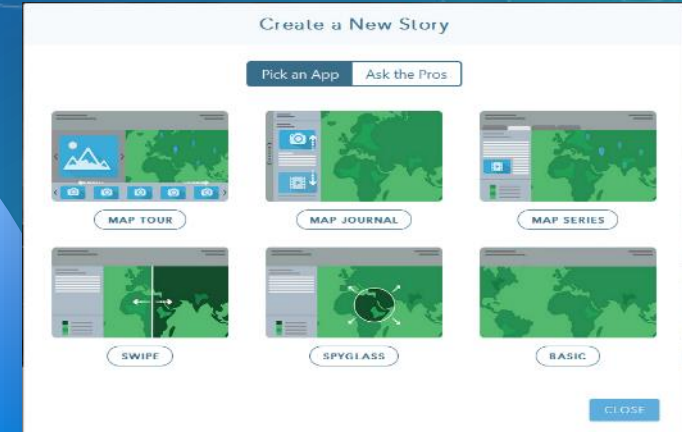 Create a New Story
Pick an App Ask the Pros
MAP TOUR MAP JOURNAL MAP SERIES
SWIPE SPYGLASS BASIC
CLOSE